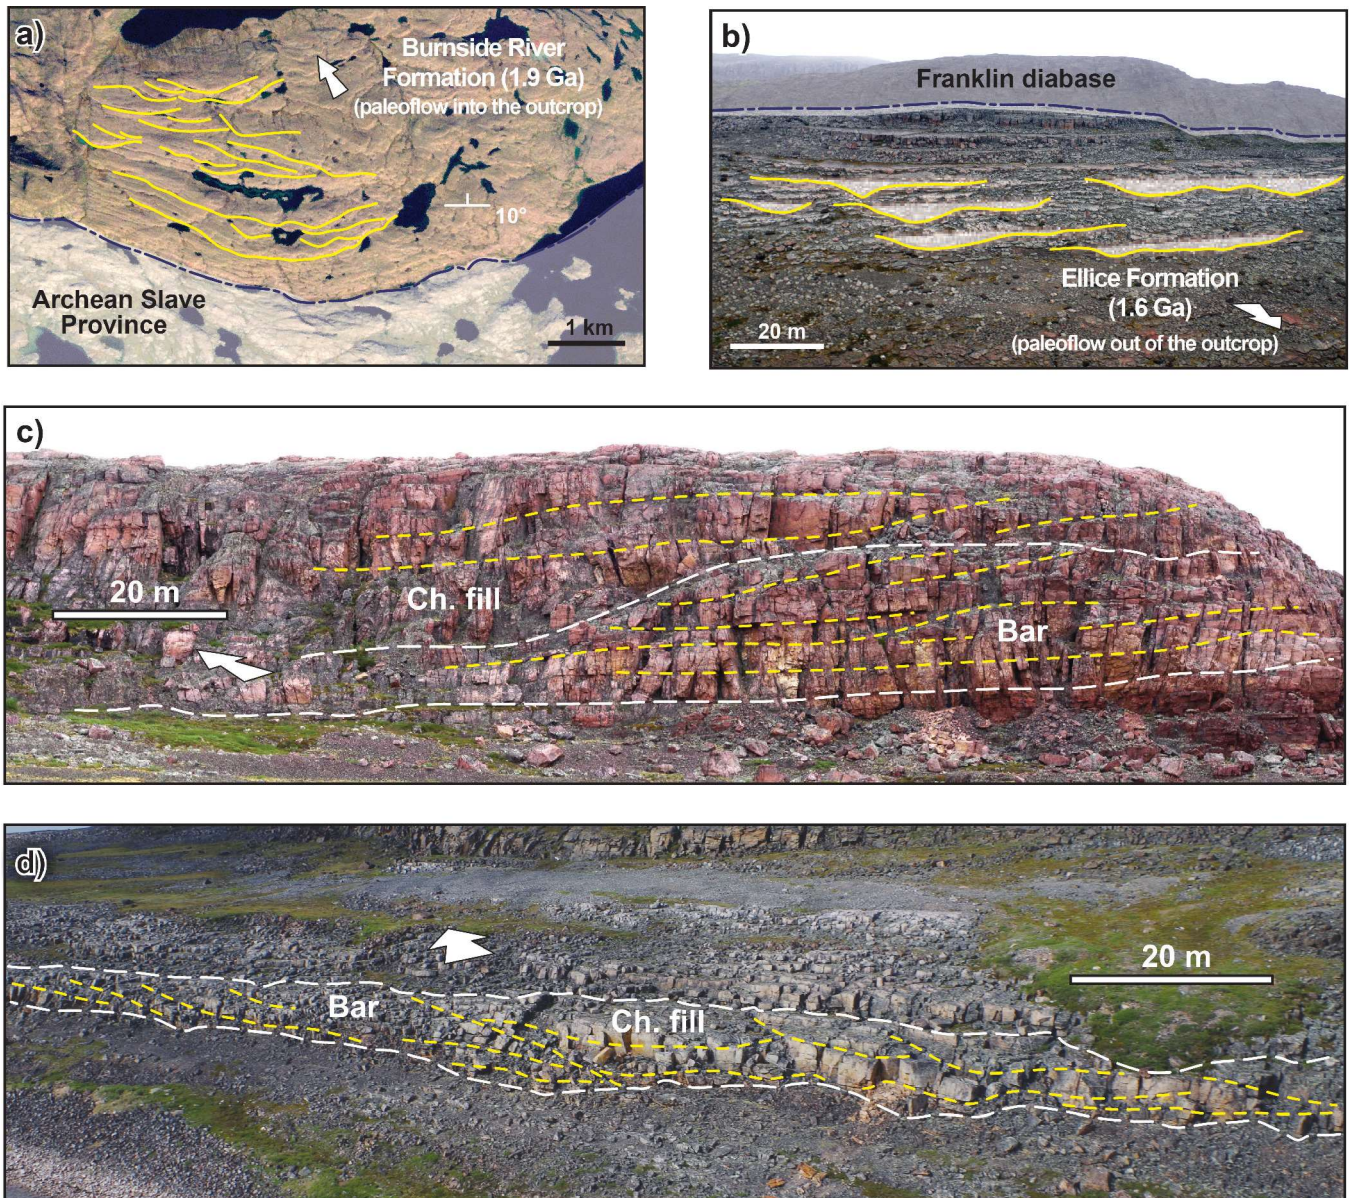 a)
Burnside River
Formation (1.9 Ga)
(paleoflow into the outcrop)
10°
Archean Slave
Province
1 km
b)
Franklin diabase
Ellice Formation
(1.6 Ga)
(paleoflow out of the outcrop)
20 m
c)
20 m
Ch. fill
Bar
d)
20 m
Bar
Ch. fill